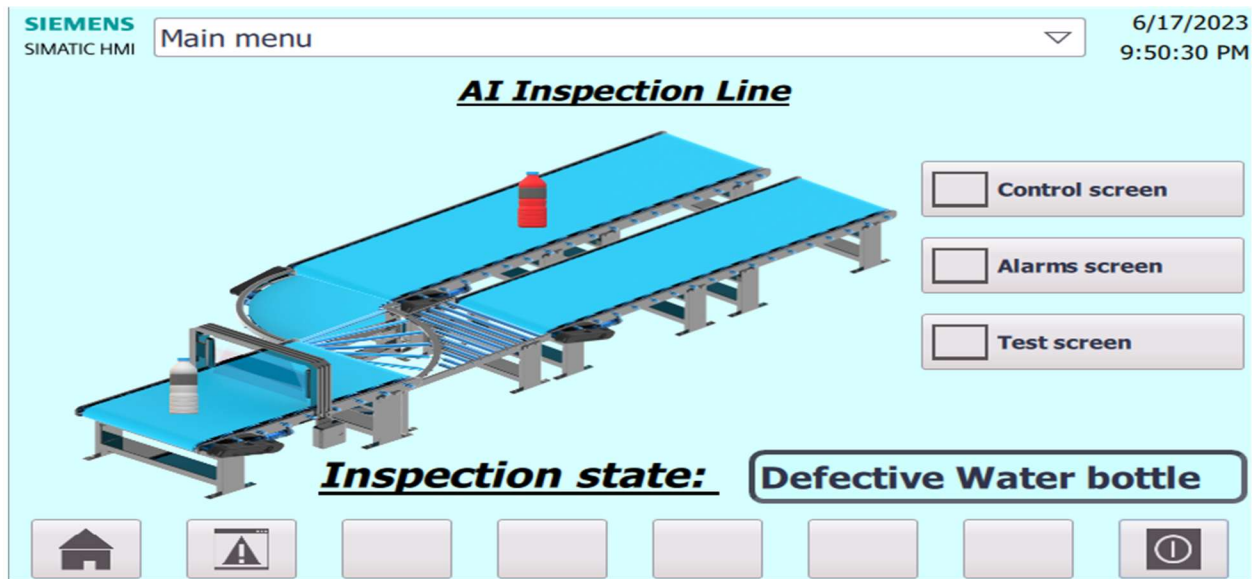 SIEMENS
SIMATIC HMI
Main menu
6/17/2023
9:50:30 PM
AI Inspection Line
Control screen
Alarms screen
Test screen
Inspection state:
Defective Water bottle